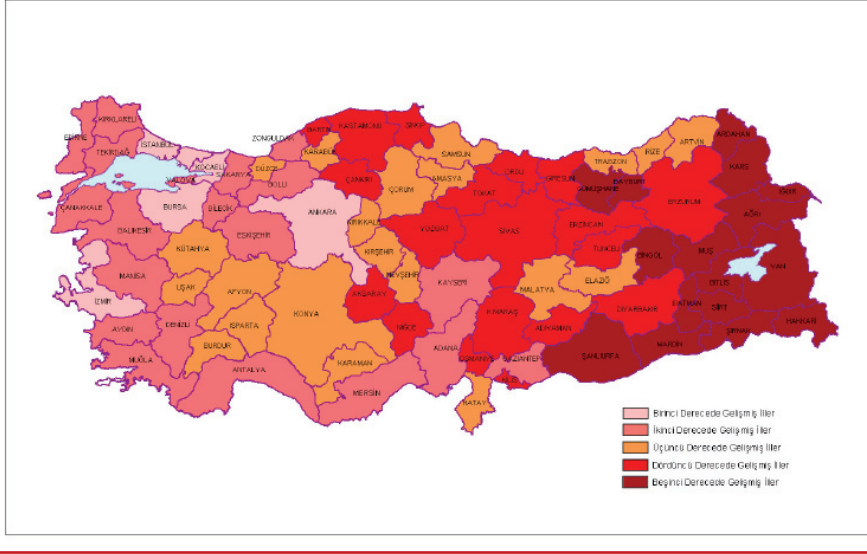 KIRKLARELİ
EDİRNE
TEKİRDAĞ
İSTANBUL
KOCAELİ
YALOVA
SAKARYA
ZONGULDAK
BARTIN
KASTAMONU
SİNOP
KARABÜK
DÜZCE
BOLU
ÇANKIRI
SAMSUN
AMASYA
ÇORUM
ORDU
GİRESUN
TRABZON
RİZE
ARTVİN
ARDAHAN
KARS
IĞDIR
AĞRI
GÜMÜŞHANE
BAYBURT
ERZURUM
ERZİNCAN
TOKAT
SİVAS
YOZGAT
KIRIKKALE
ANKARA
ÇANAKKALE
BURSA
BİLECİK
ESKİŞEHİR
BALIKESİR
KÜTAHYA
MANİSA
UŞAK
AFYON
İZMİR
AYDIN
DENİZLİ
ISPARTA
BURDUR
MUĞLA
ANTALYA
KONYA
KARAMAN
MERSİN
AKSARAY
NİĞDE
KIRŞEHİR
NEVŞEHİR
KAYSERİ
ADANA
OSMANİYE
HATAY
K.MARAŞ
GAZİANTEP
KİLİS
ADIYAMAN
MALATYA
ELAZIĞ
TUNCELİ
BİNGÖL
MUŞ
BİTLİS
VAN
DİYARBAKIR
BATMAN
SİİRT
ŞIRNAK
HAKKARİ
MARDİN
ŞANLIURFA
Birinci Derecede Gelişmiş İller
İkinci Derecede Gelişmiş İller
Üçüncü Derecede Gelişmiş İller
Dördüncü Derecede Gelişmiş İller
Beşinci Derecede Gelişmiş İller